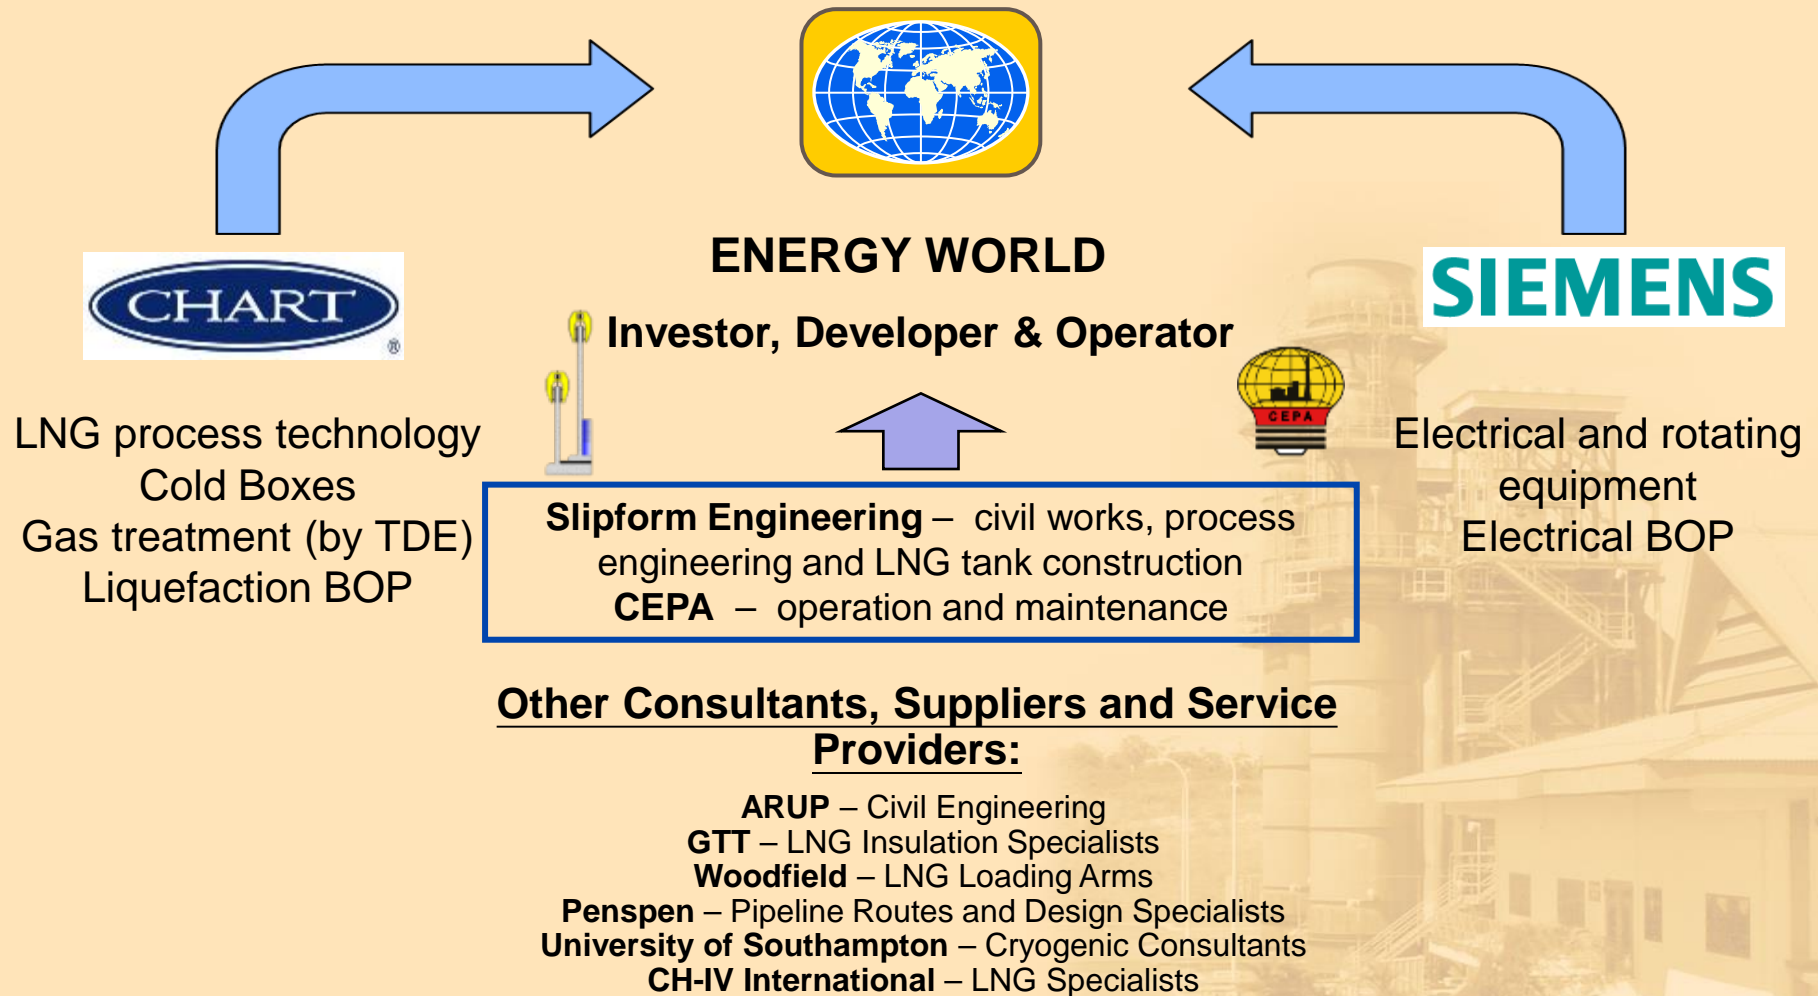 ENERGY WORLD
Investor, Developer & Operator
CHART
®
LNG process technology
Cold Boxes
Gas treatment (by TDE)
Liquefaction BOP
SIEMENS
Electrical and rotating
equipment
Electrical BOP
CEPA
Slipform Engineering – civil works, process
engineering and LNG tank construction
CEPA – operation and maintenance
Other Consultants, Suppliers and Service
Providers:
ARUP – Civil Engineering
GTT – LNG Insulation Specialists
Woodfield – LNG Loading Arms
Penspen – Pipeline Routes and Design Specialists
University of Southampton – Cryogenic Consultants
CH-IV International – LNG Specialists